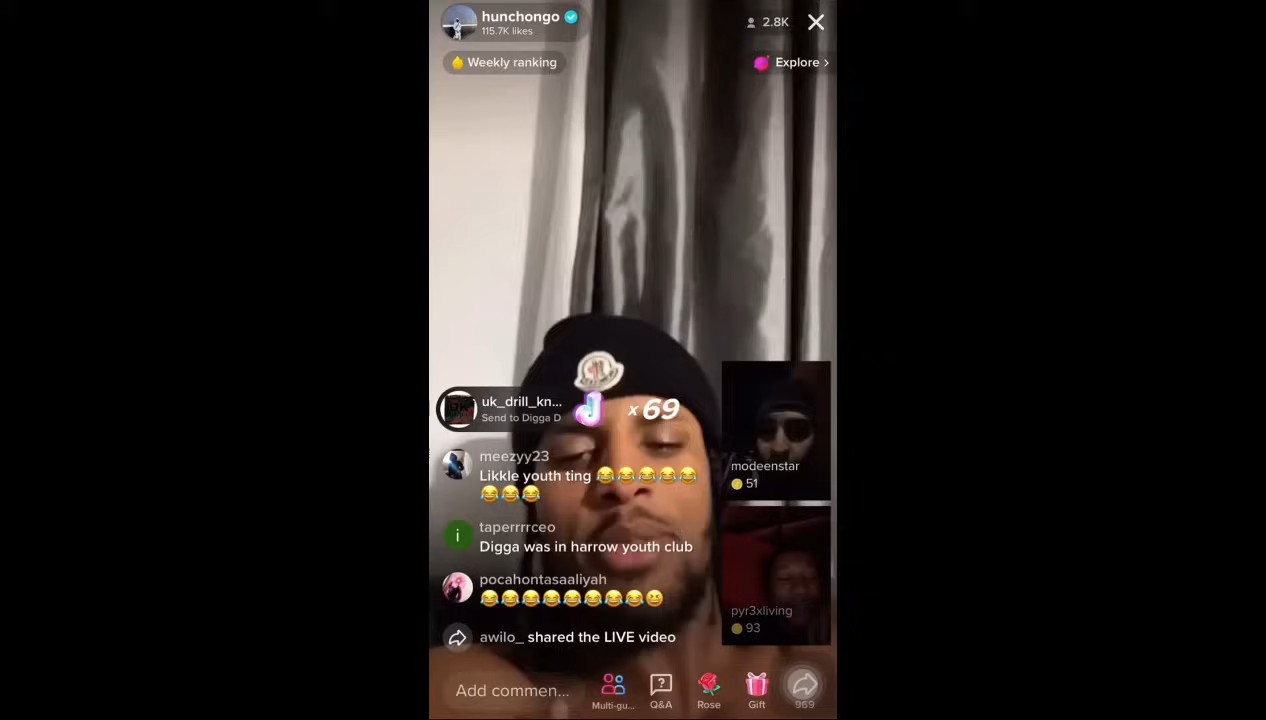 hunchongo
115.7K likes
2.8K
Weekly ranking
Explore >
uk_drill_kn...
Send to Digga D
x 69
meezyy23
Likkle youth ting 😂😂😂😂😂
😂😂😂
modeenstar
51
i
taperrrrceo
Digga was in harrow youth club
pocahontasaaliyah
😂😂😂😂😂😂😂😂😆
pyr3xliving
93
awilo_ shared the LIVE video
Add commen...
Multi-gu...
Q&A
Rose
Gift
969